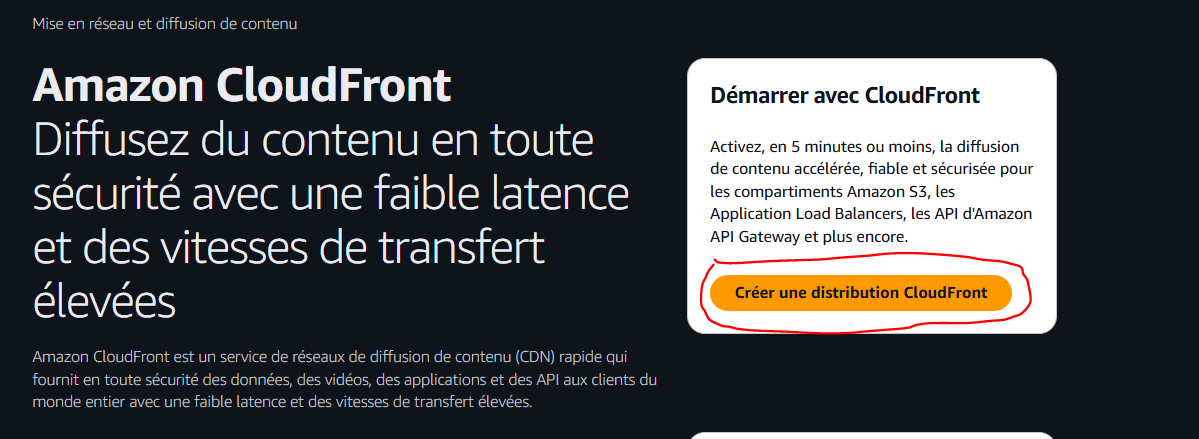 Mise en réseau et diffusion de contenu
Amazon CloudFront
Diffusez du contenu en toute
sécurité avec une faible latence
et des vitesses de transfert
élevées
Amazon CloudFront est un service de réseaux de diffusion de contenu (CDN) rapide qui
fournit en toute sécurité des données, des vidéos, des applications et des API aux clients du
monde entier avec une faible latence et des vitesses de transfert élevées.
Démarrer avec CloudFront
Activez, en 5 minutes ou moins, la diffusion
de contenu accélérée, fiable et sécurisée pour
les compartiments Amazon S3, les
Application Load Balancers, les API d'Amazon
API Gateway et plus encore.
Créer une distribution CloudFront